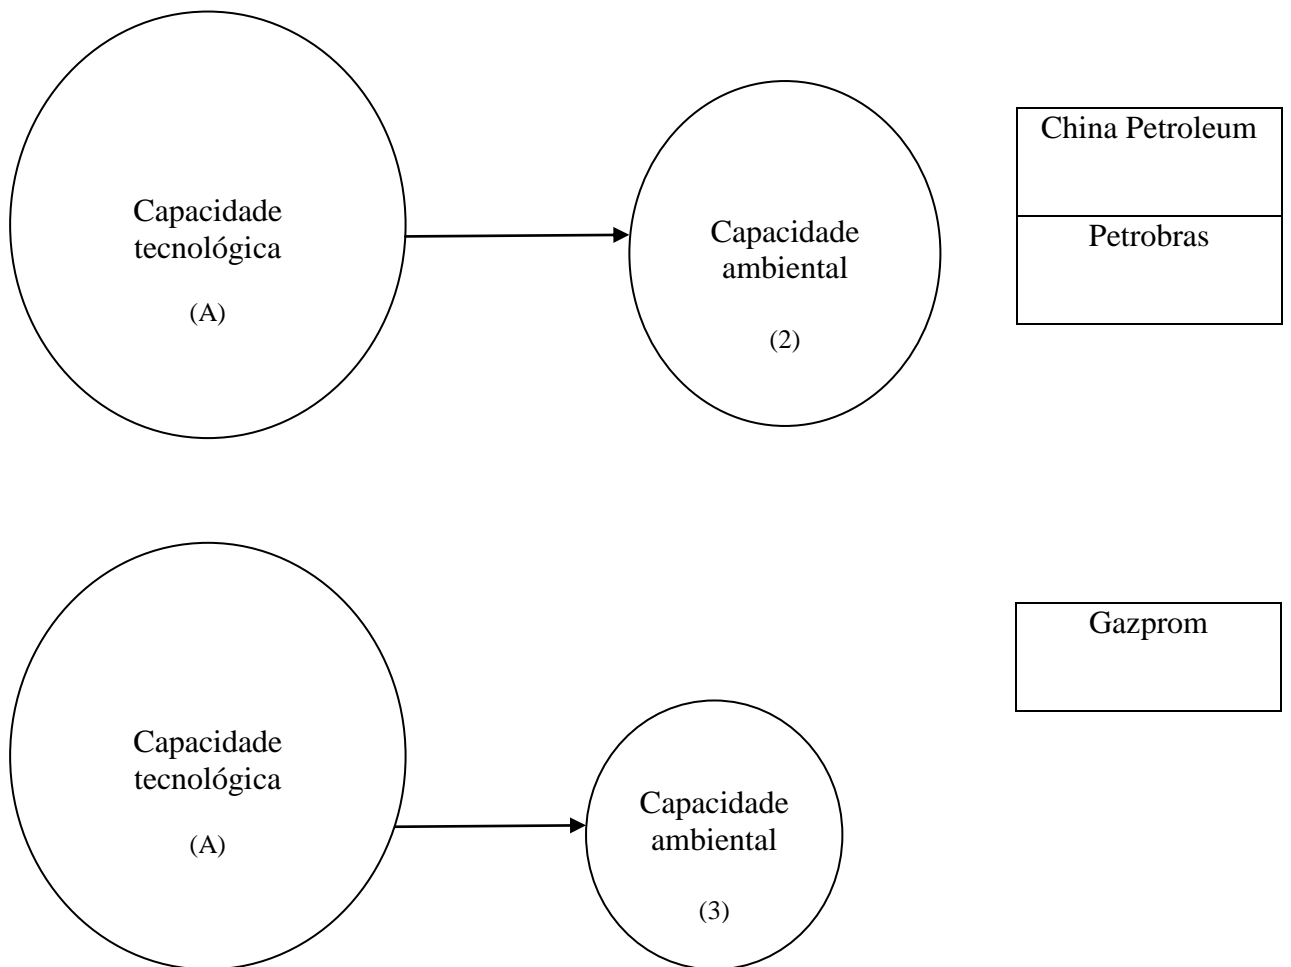 Capacidade
tecnológica
(A)
Capacidade
ambiental
(2)
China Petroleum
Petrobras
Capacidade
tecnológica
(A)
Capacidade
ambiental
(3)
Gazprom